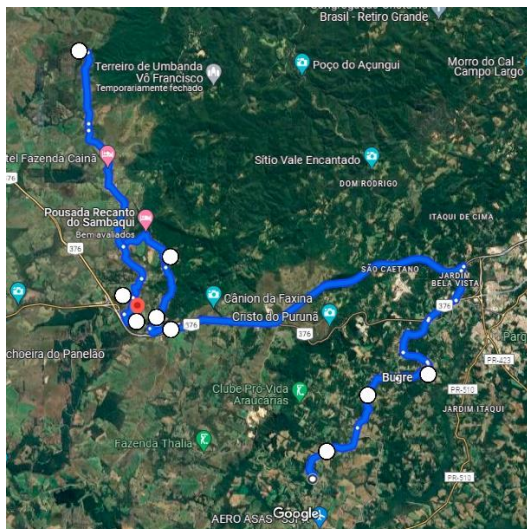 Congregação Cristã no
Brasil - Retiro Grande
Terreiro de Umbanda
Vô Francisco
Temporariamente fechado
Poço do Açungui
Morro do Cal -
Campo Largo
tel Fazenda Cainã
Sítio Vale Encantado
DOM RODRIGO
376
Pousada Recanto
do Sambaqui
Bem avaliados
ITAQUI DE CIMA
376
SÃO CAETANO
JARDIM
BELA VISTA
Cânion da Faxina
376
Cristo do Purunã
376
376
choeira do Panelão
Parq
PR-423
Bugre
PR-510
Clube Pró Vida
Araucárias
JARDIM ITAQUI
Fazenda Thalia
PR-510
Google
AERO ASAS -